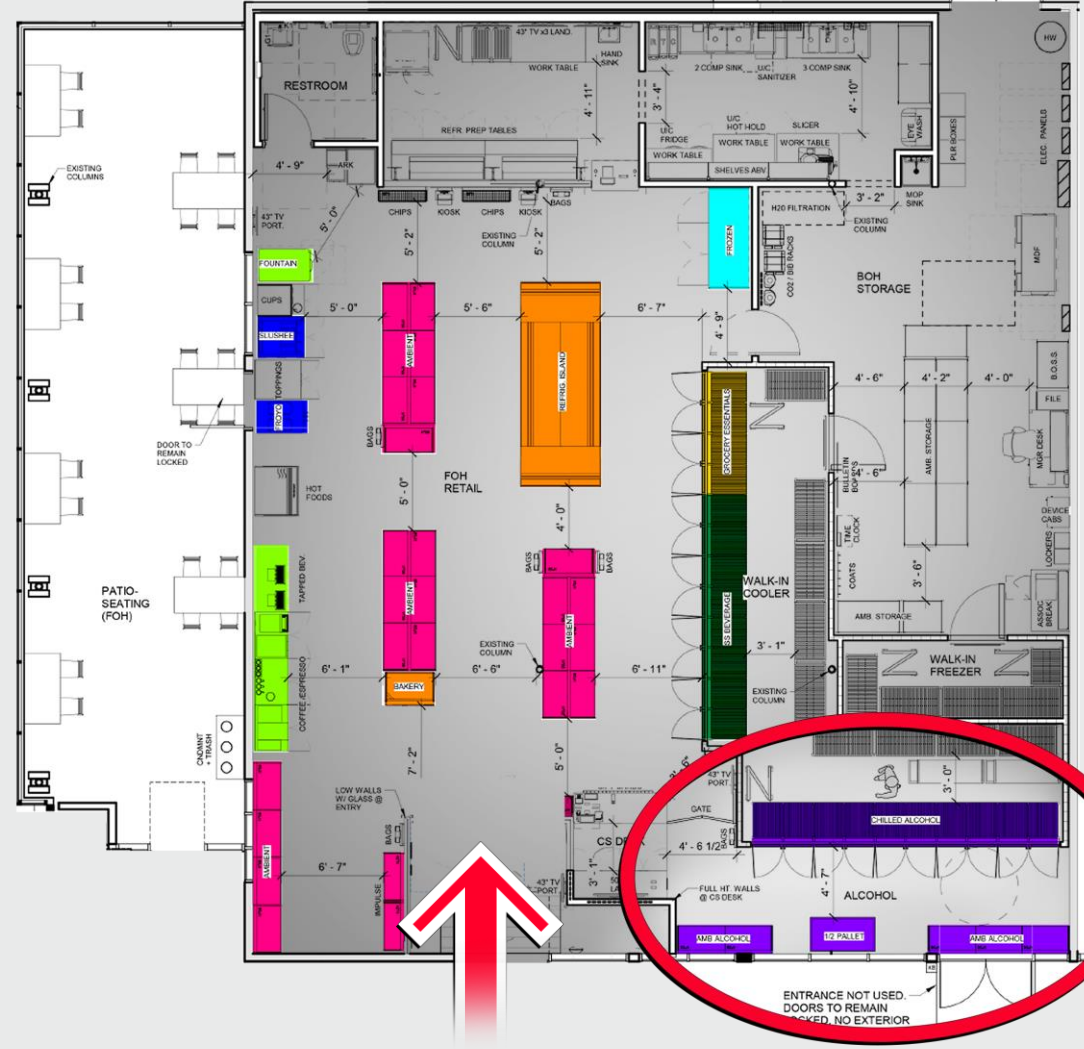 43" TV x3 LAND.
HAND
SINK
WORK TABLE
2 COMP SINK
U/C
SANITIZER
3 COMP SINK
HW
RESTROOM
4' - 11"
3' - 4"
4' - 10"
REFR. PREP TABLES
U/C
FRIDGE
U/C
HOT HOLD
SLICER
WORK TABLE
WORK TABLE
WORK TABLE
SHELVES ABV
EYE
WASH
PLR BOXES
ELEC. PANELS
EXISTING
COLUMNS
4' - 9"
ARK
5' - 0"
43" TV
PORT.
CHIPS
KIOSK
CHIPS
KIOSK
BAGS
EXISTING
COLUMN
5' - 2"
5' - 2"
FROZEN
H20 FILTRATION
3' - 2"
MOP
SINK
EXISTING
COLUMN
CO2 / BIB RACKS
BOH
STORAGE
MDF
FOUNTAIN
CUPS
SLUSHEE
TOPPINGS
FROYO
5' - 0"
5' - 6"
6' - 7"
4' - 9"
AMBIENT
REFRIG. ISLAND
GROCERY ESSENTIALS
4' - 6"
4' - 2"
4' - 0"
B.O.S.S.
FILE
MGR DESK
AMB. STORAGE
BAGS
DOOR TO
REMAIN
LOCKED
HOT
FOODS
5' - 0"
FOH
RETAIL
4' - 0"
BULLETIN
BOARDS
4' - 6"
TIME
CLOCK
DEVICE
CABS
LOCKERS
COATS
3' - 6"
ASSOC
BREAK
AMB. STORAGE
TAPPED BEV.
AMBIENT
BAGS
BAGS
AMBIENT
SS BEVERAGE
WALK-IN
COOLER
3' - 1"
PATIO-
SEATING
(FOH)
COFFEE /ESPRESSO
6' - 1"
BAKERY
6' - 6"
EXISTING
COLUMN
6' - 11"
EXISTING
COLUMN
WALK-IN
FREEZER
CNDMNT
+ TRASH
7' - 2"
5' - 0"
LOW WALLS
W/ GLASS @
ENTRY
BAGS
43" TV
PORT.
GATE
BAGS
3' - 0"
CHILLED ALCOHOL
AMBIENT
6' - 7"
IMPULSE
43" TV
PORT
3' - 1"
4' - 6 1/2"
FULL HT. WALLS
@ CS DESK
4' - 7"
ALCOHOL
AMB ALCOHOL
1/2 PALLET
AMB ALCOHOL
ENTRANCE NOT USED.
DOORS TO REMAIN
NO EXTERIOR